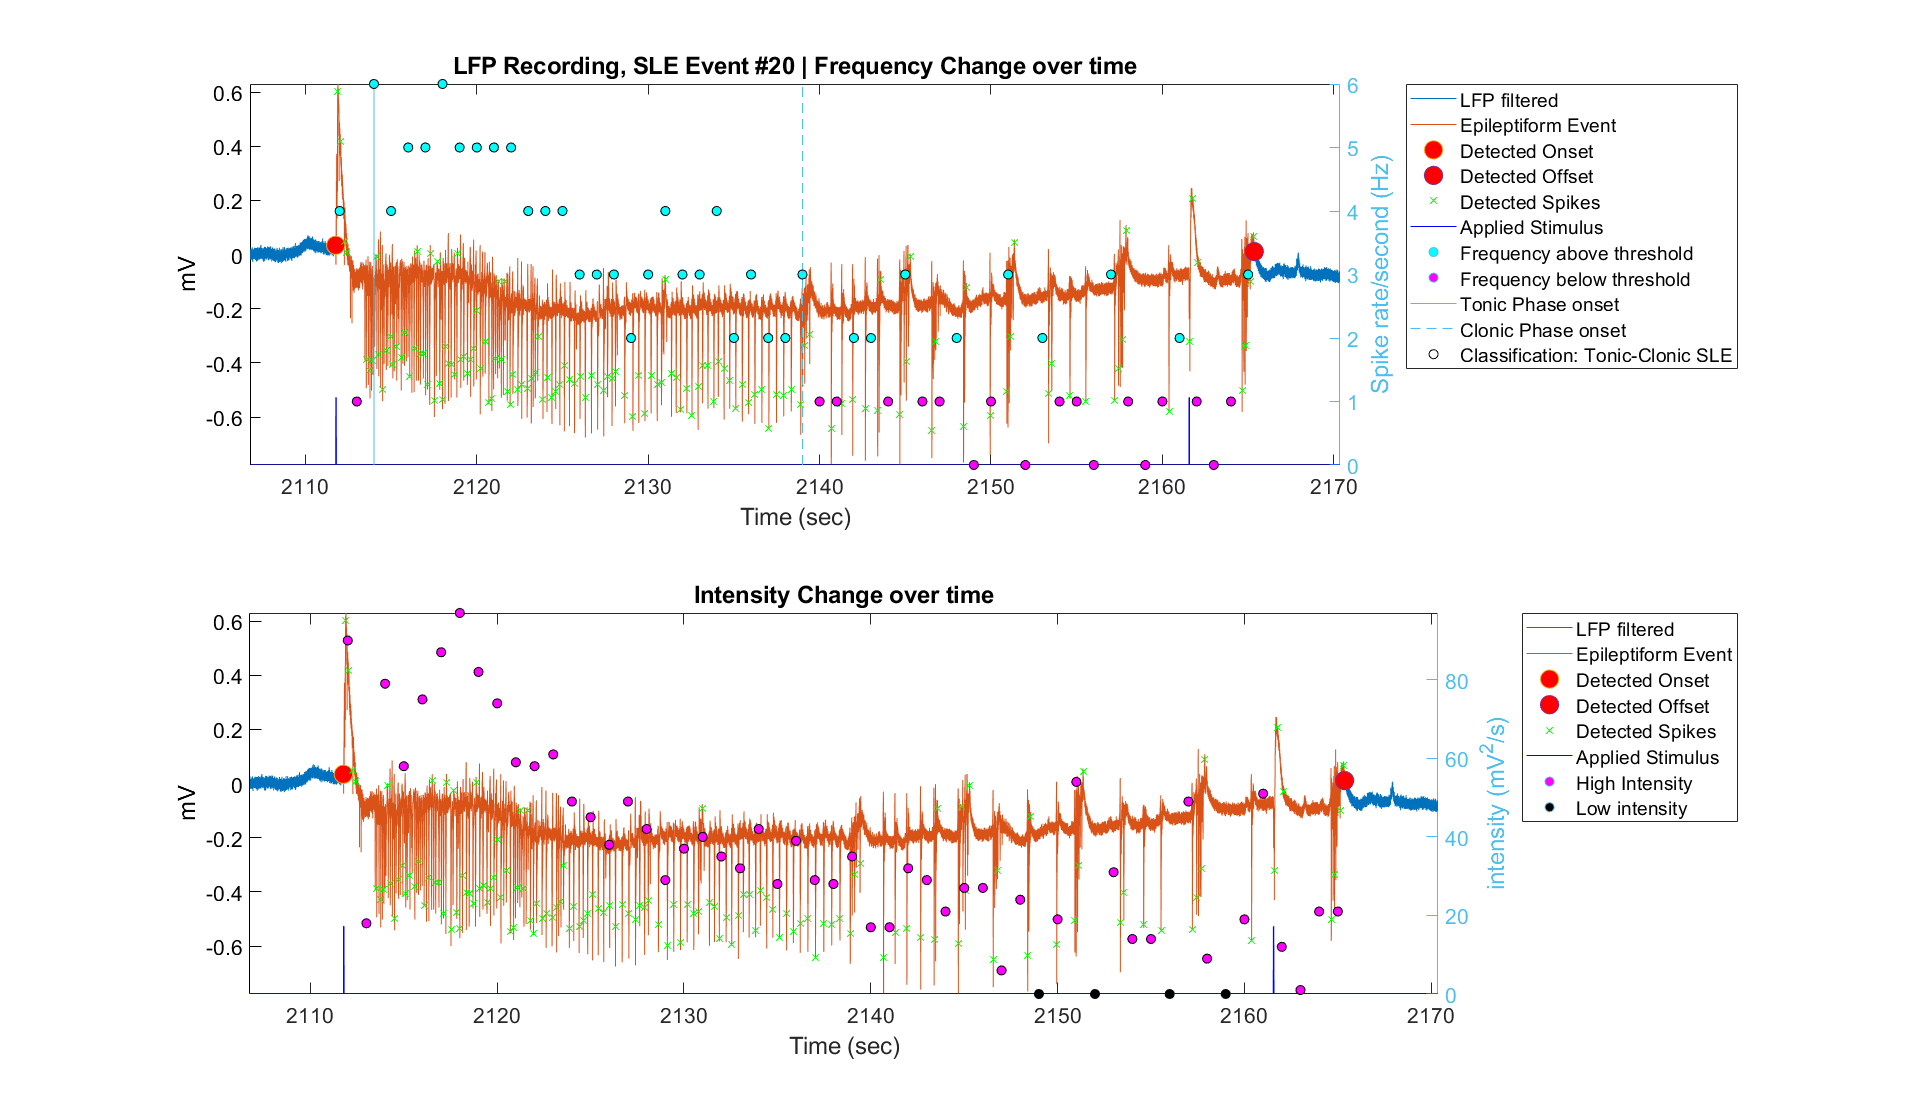 LFP Recording, SLE Event #20 | Frequency Change over time
0.6
0.4
0.2
0
-0.2
-0.4
-0.6
mV
2110
2120
2130
2140
2150
2160
2170
Time (sec)
6
5
4
3
2
1
0
Spike rate/second (Hz)
LFP filtered
Epileptiform Event
Detected Onset
Detected Offset
Detected Spikes
Applied Stimulus
Frequency above threshold
Frequency below threshold
Tonic Phase onset
Clonic Phase onset
Classification: Tonic-Clonic SLE
Intensity Change over time
0.6
0.4
0.2
0
-0.2
-0.4
-0.6
mV
2110
2120
2130
2140
2150
2160
2170
Time (sec)
80
60
40
20
0
intensity (mV²/s)
LFP filtered
Epileptiform Event
Detected Onset
Detected Offset
Detected Spikes
Applied Stimulus
High Intensity
Low intensity